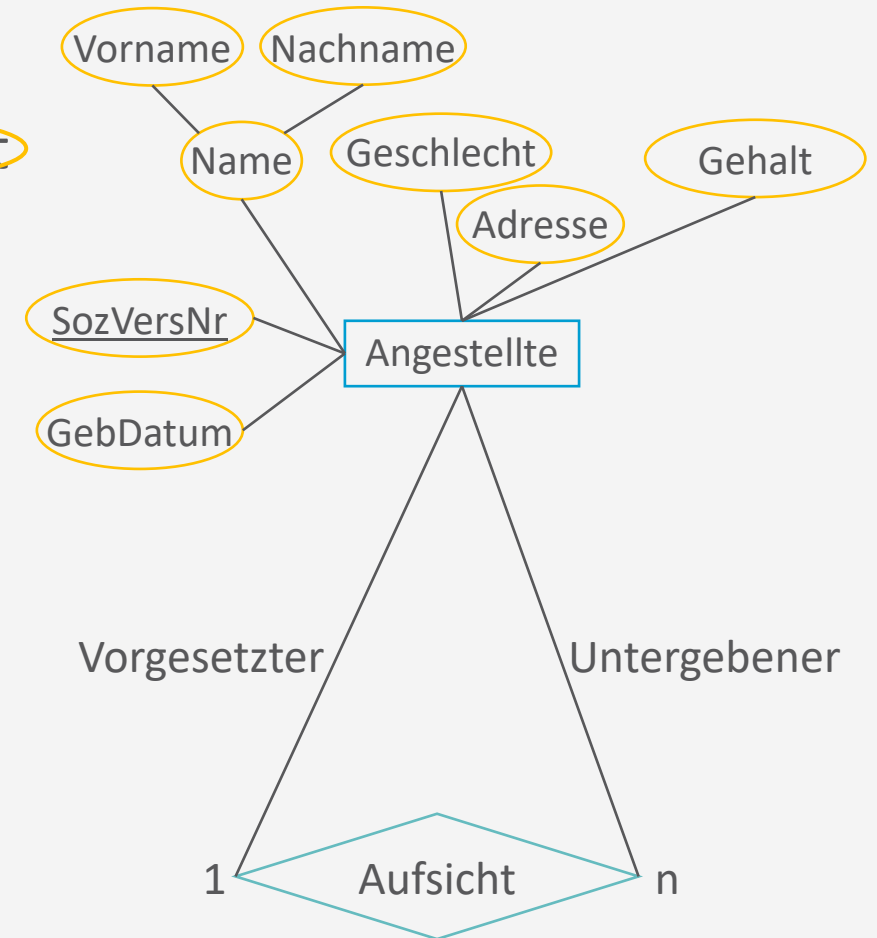 Vorname
Nachname
Name
Geschlecht
Gehalt
Adresse
SozVersNr
Angestellte
GebDatum
Vorgesetzter
Untergebener
1
Aufsicht
n